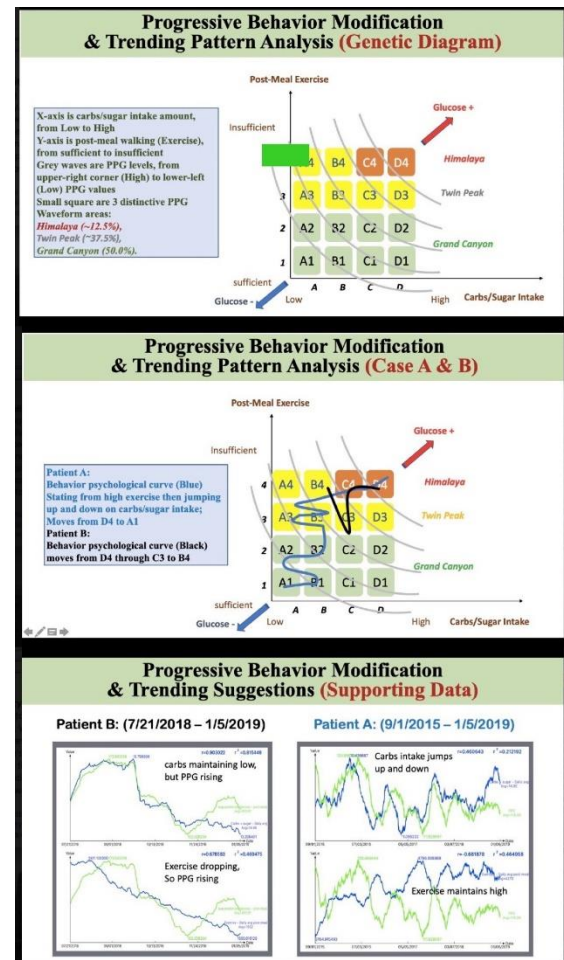 Progressive Behavior Modification
& Trending Pattern Analysis (Genetic Diagram)
Post-Meal Exercise
X-axis is carbs/sugar intake amount,
from Low to High
Y-axis is post-meal walking (Exercise),
from sufficient to insufficient
Grey waves are PPG levels, from
upper-right corner (High) to lower-left
(Low) PPG values
Small square are 3 distinctive PPG
Waveform areas:
Himalaya (~12.5%),
Twin Peak (~37.5%),
Grand Canyon (50.0%).
Glucose +
Insufficient
B4 C4 D4 Himalaya
3 A3 B3 C3 D3 Twin Peak
2 A2 B2 C2 D2
Grand Canyon
1 A1 B1 C1 D1
sufficient A B C D
Glucose - Low High Carbs/Sugar Intake
Progressive Behavior Modification
& Trending Pattern Analysis (Case A & B)
Post-Meal Exercise
Glucose +
Insufficient
Patient A:
Behavior psychological curve (Blue)
Stating from high exercise then jumping
up and down on carbs/sugar intake;
Moves from D4 to A1
Patient B:
Behavior psychological curve (Black)
moves from D4 through C3 to B4
4 A4 B4 C4 D4 Himalaya
3 A3 B3 C3 D3 Twin Peak
2 A2 B2 C2 D2
Grand Canyon
1 A1 B1 C1 D1
sufficient A B C D
Glucose - Low High Carbs/Sugar Intake
Progressive Behavior Modification
& Trending Suggestions (Supporting Data)
Patient B: (7/21/2018 – 1/5/2019) Patient A: (9/1/2015 – 1/5/2019)
carbs maintaining low,
but PPG rising
Carbs intake jumps
up and down
Exercise dropping,
So PPG rising
Exercise maintains high